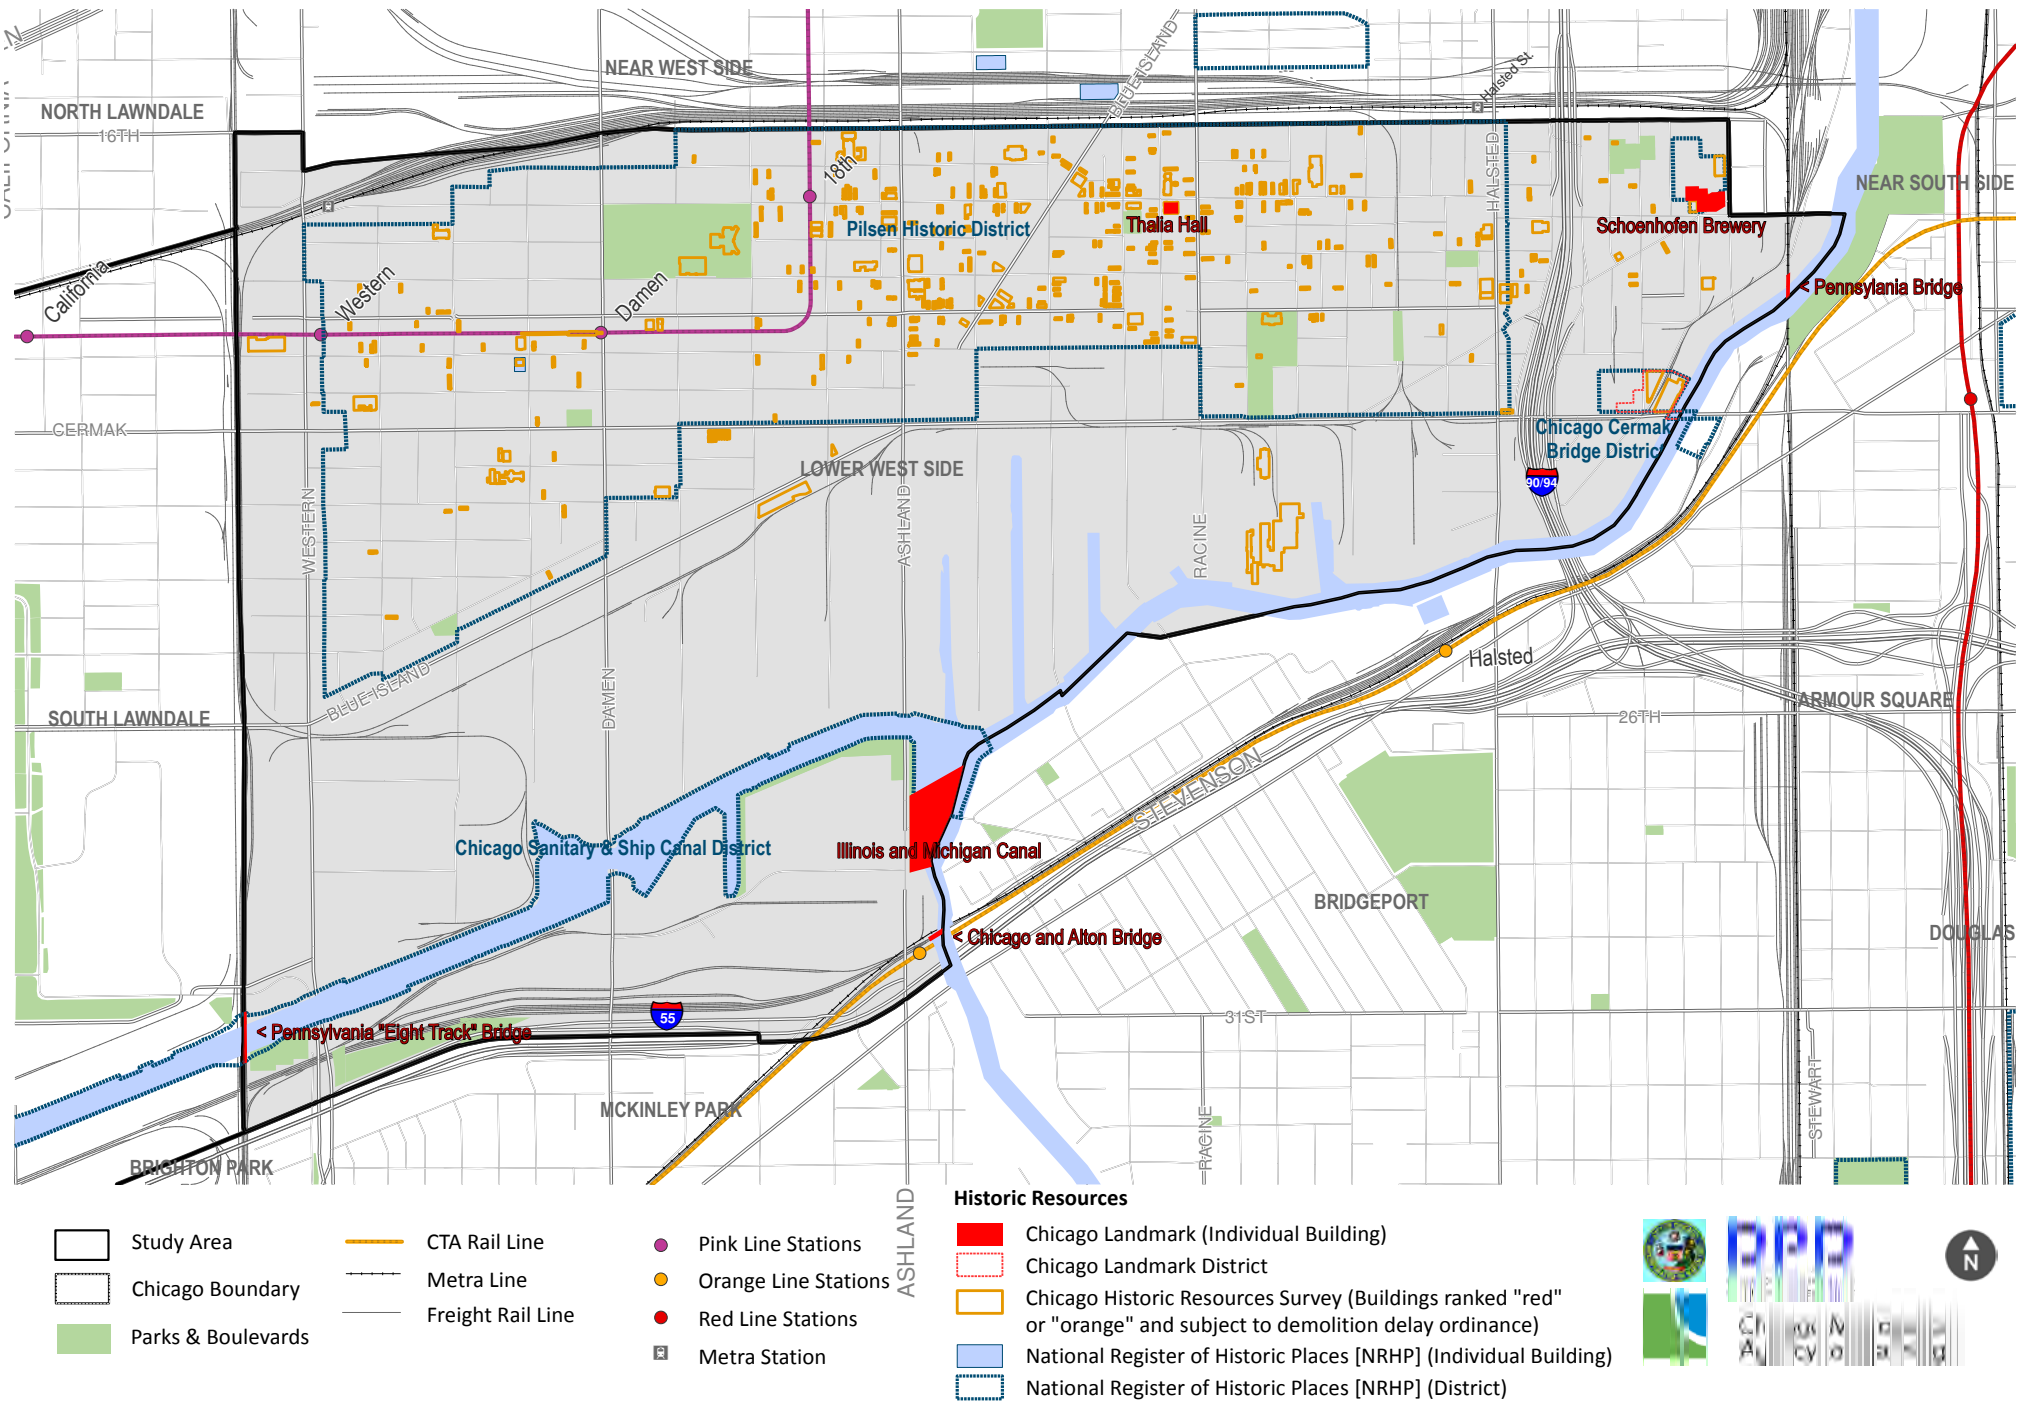 NEAR WEST SIDE
BLUE ISLAND
Halsted St.
NORTH LAWNDALE
16TH
18th
HALSTED
NEAR SOUTH SIDE
Pilsen Historic District
Thalia Hall
Schoenhofen Brewery
California
Western
Damen
< Pennsylania Bridge
CERMAK
Chicago Cermak
Bridge District
LOWER WEST SIDE
90/94
WESTERN
ASHLAND
RACINE
Halsted
BLUE ISLAND
DAMEN
SOUTH LAWNDALE
ARMOUR SQUARE
26TH
STEVENSON
Chicago Sanitary & Ship Canal District
Illinois and Michigan Canal
BRIDGEPORT
< Chicago and Alton Bridge
DOUGLAS
55
31ST
< Pennsylvania "Eight Track" Bridge
STEWART
MCKINLEY PARK
RACINE
BRIGHTON PARK
ASHLAND
Study Area
Chicago Boundary
Parks & Boulevards
CTA Rail Line
Metra Line
Freight Rail Line
Pink Line Stations
Orange Line Stations
Red Line Stations
Metra Station
Historic Resources
Chicago Landmark (Individual Building)
Chicago Landmark District
Chicago Historic Resources Survey (Buildings ranked "red"
or "orange" and subject to demolition delay ordinance)
National Register of Historic Places [NRHP] (Individual Building)
National Register of Historic Places [NRHP] (District)
N